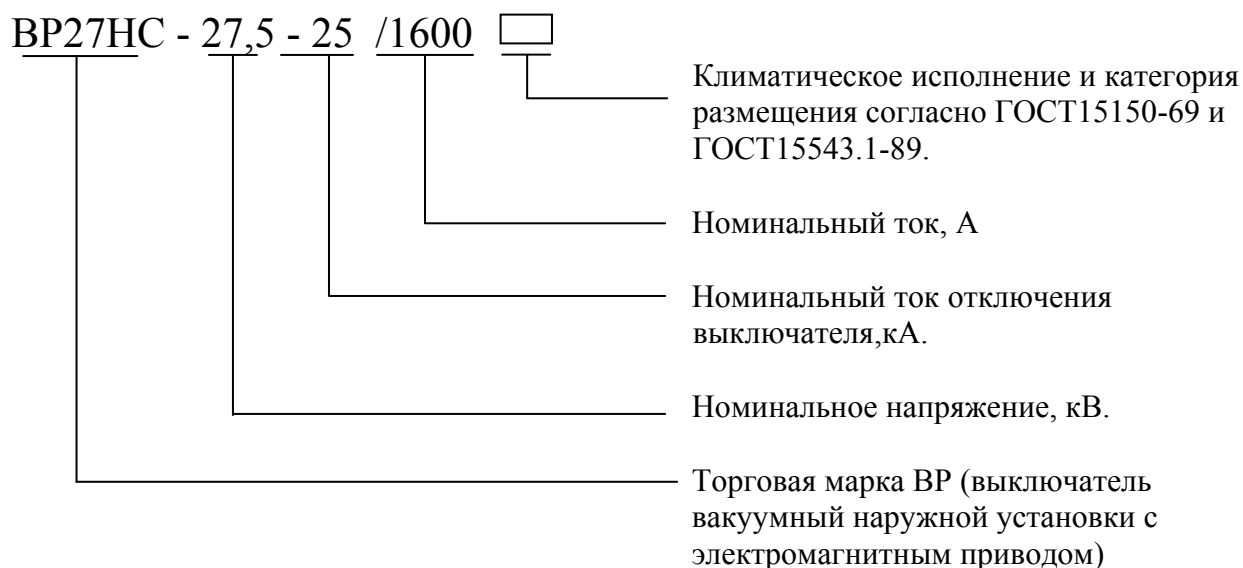 ВР27НС - 27,5 - 25 /1600
Климатическое исполнение и категория
размещения согласно ГОСТ15150-69 и
ГОСТ15543.1-89.
Номинальный ток, А
Номинальный ток отключения
выключателя,кА.
Номинальное напряжение, кВ.
Торговая марка ВР (выключатель
вакуумный наружной установки с
электромагнитным приводом)